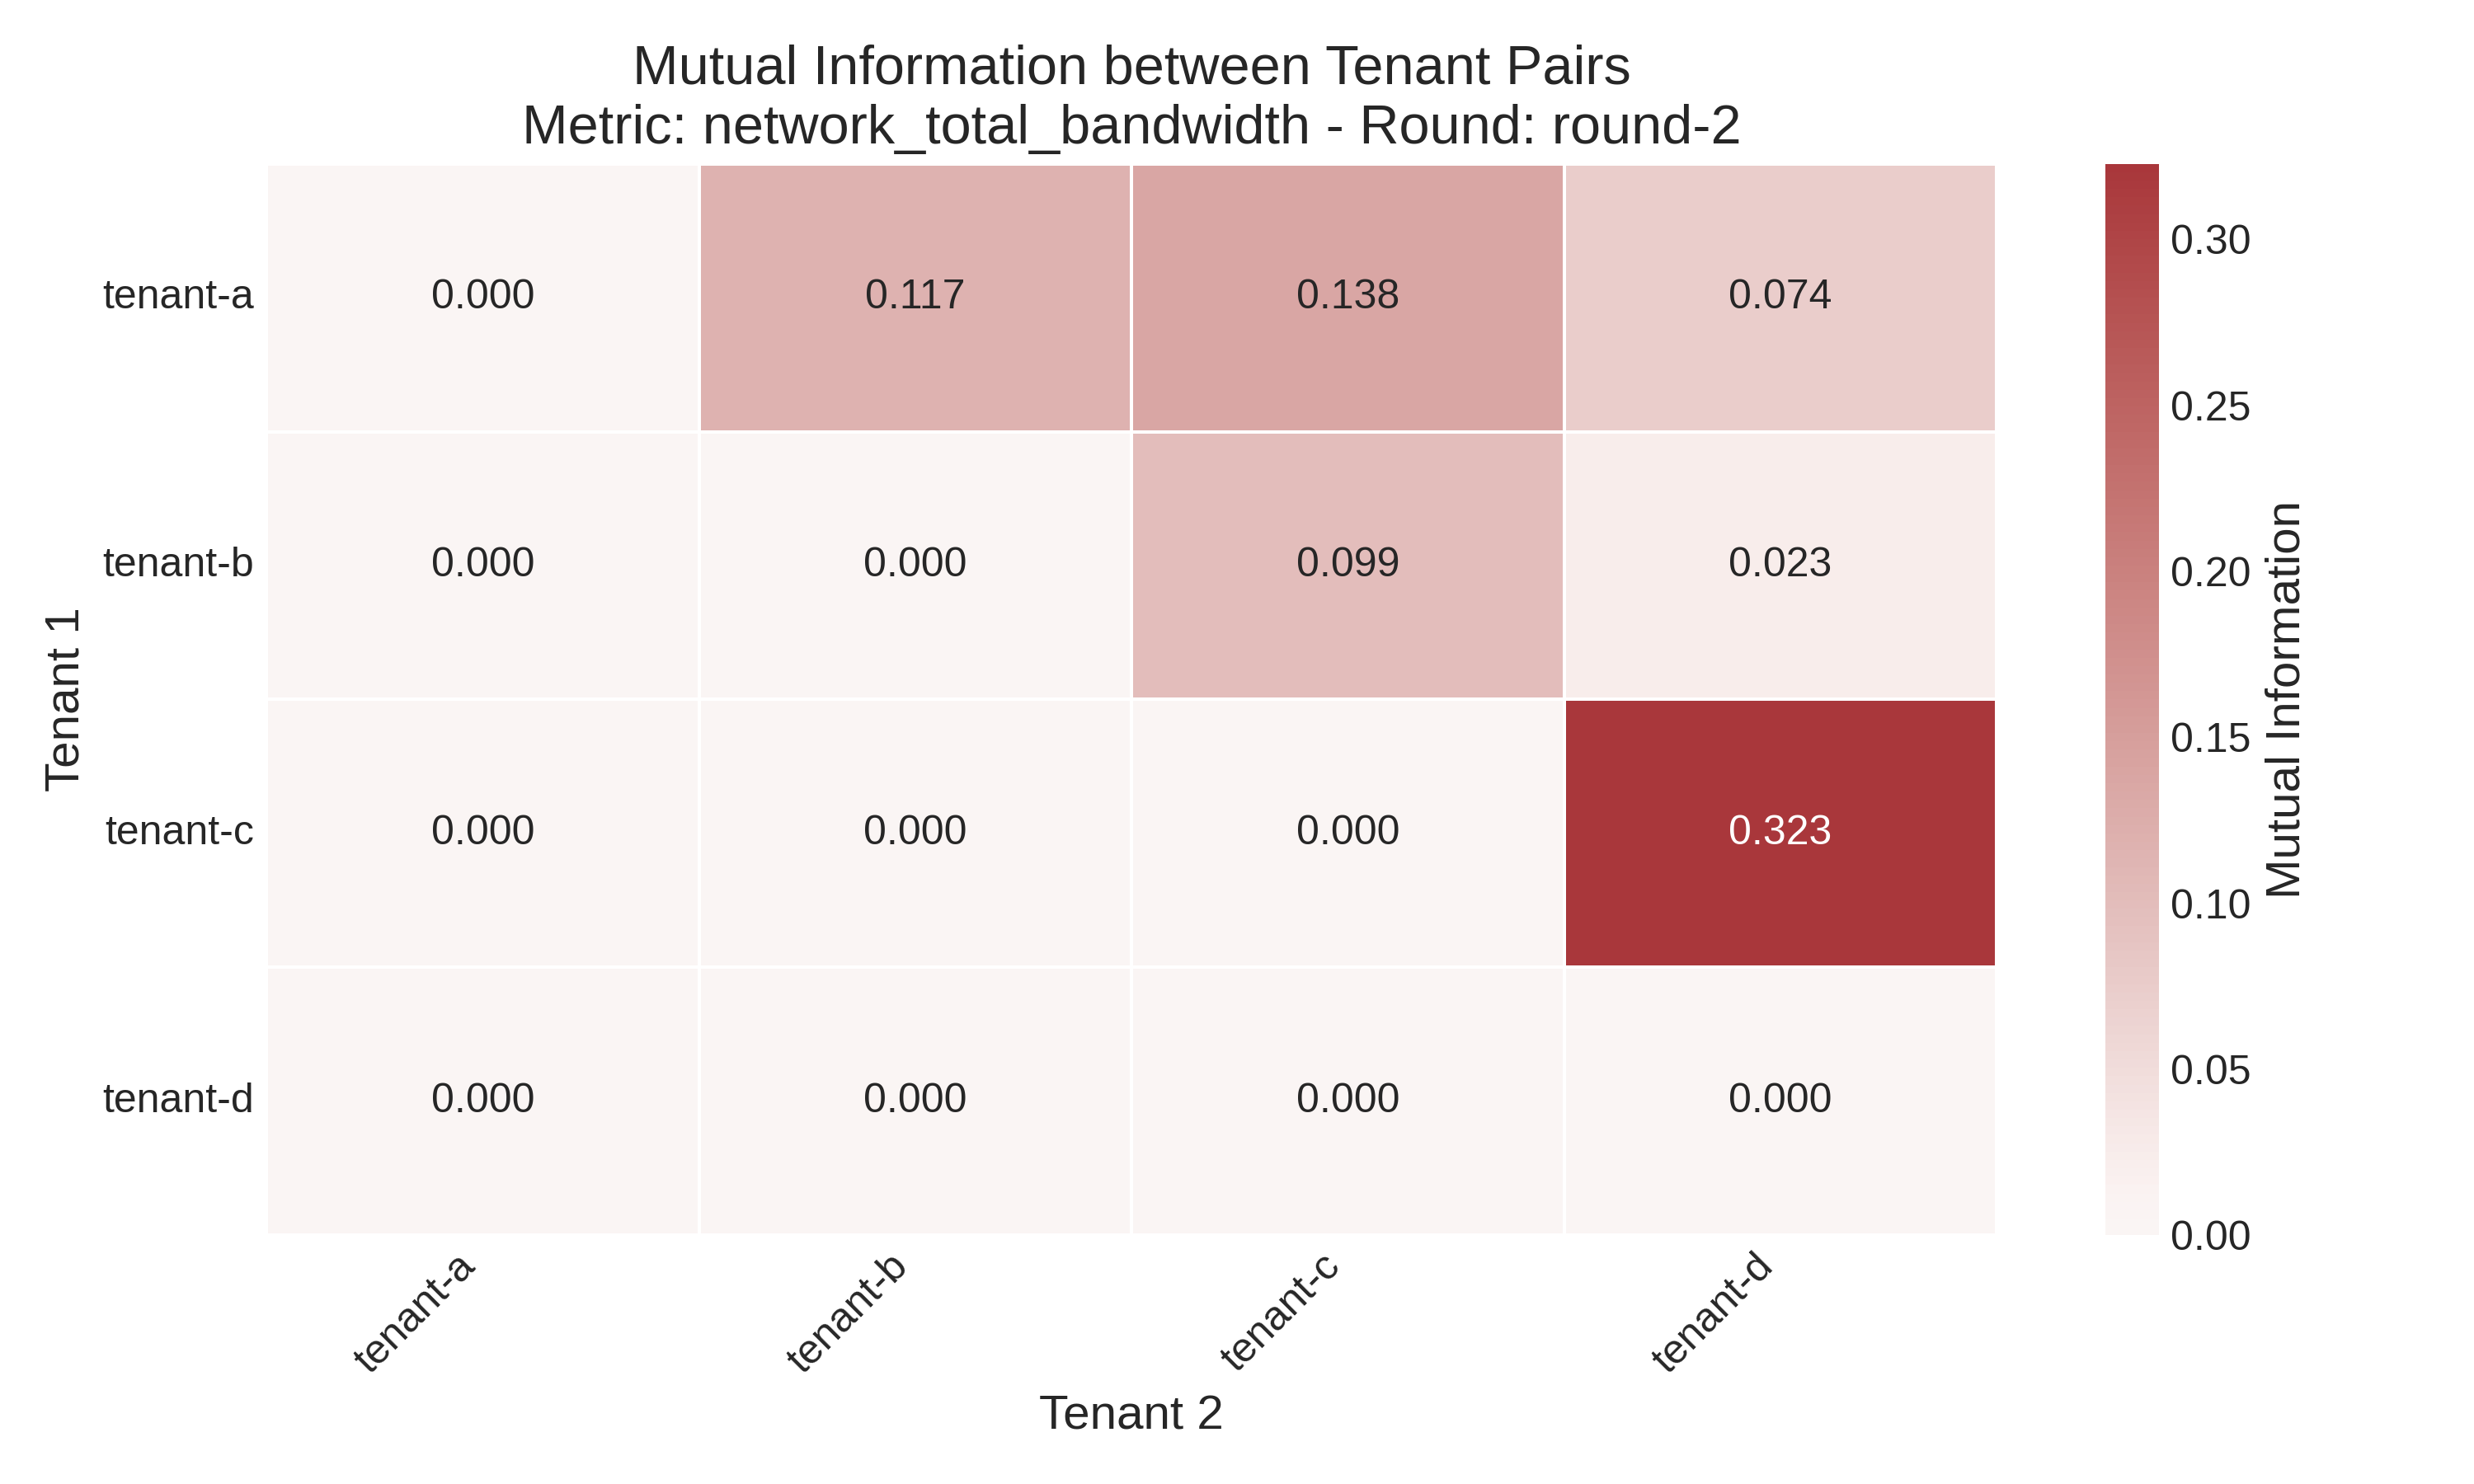 Mutual Information between Tenant Pairs
Metric: network_total_bandwidth - Round: round-2
Tenant 1
tenant-a 0.000 0.117 0.138 0.074
tenant-b 0.000 0.000 0.099 0.023
tenant-c 0.000 0.000 0.000 0.323
tenant-d 0.000 0.000 0.000 0.000
tenant-a tenant-b tenant-c tenant-d
Tenant 2
0.30
0.25
0.20
0.15
0.10
0.05
0.00
Mutual Information